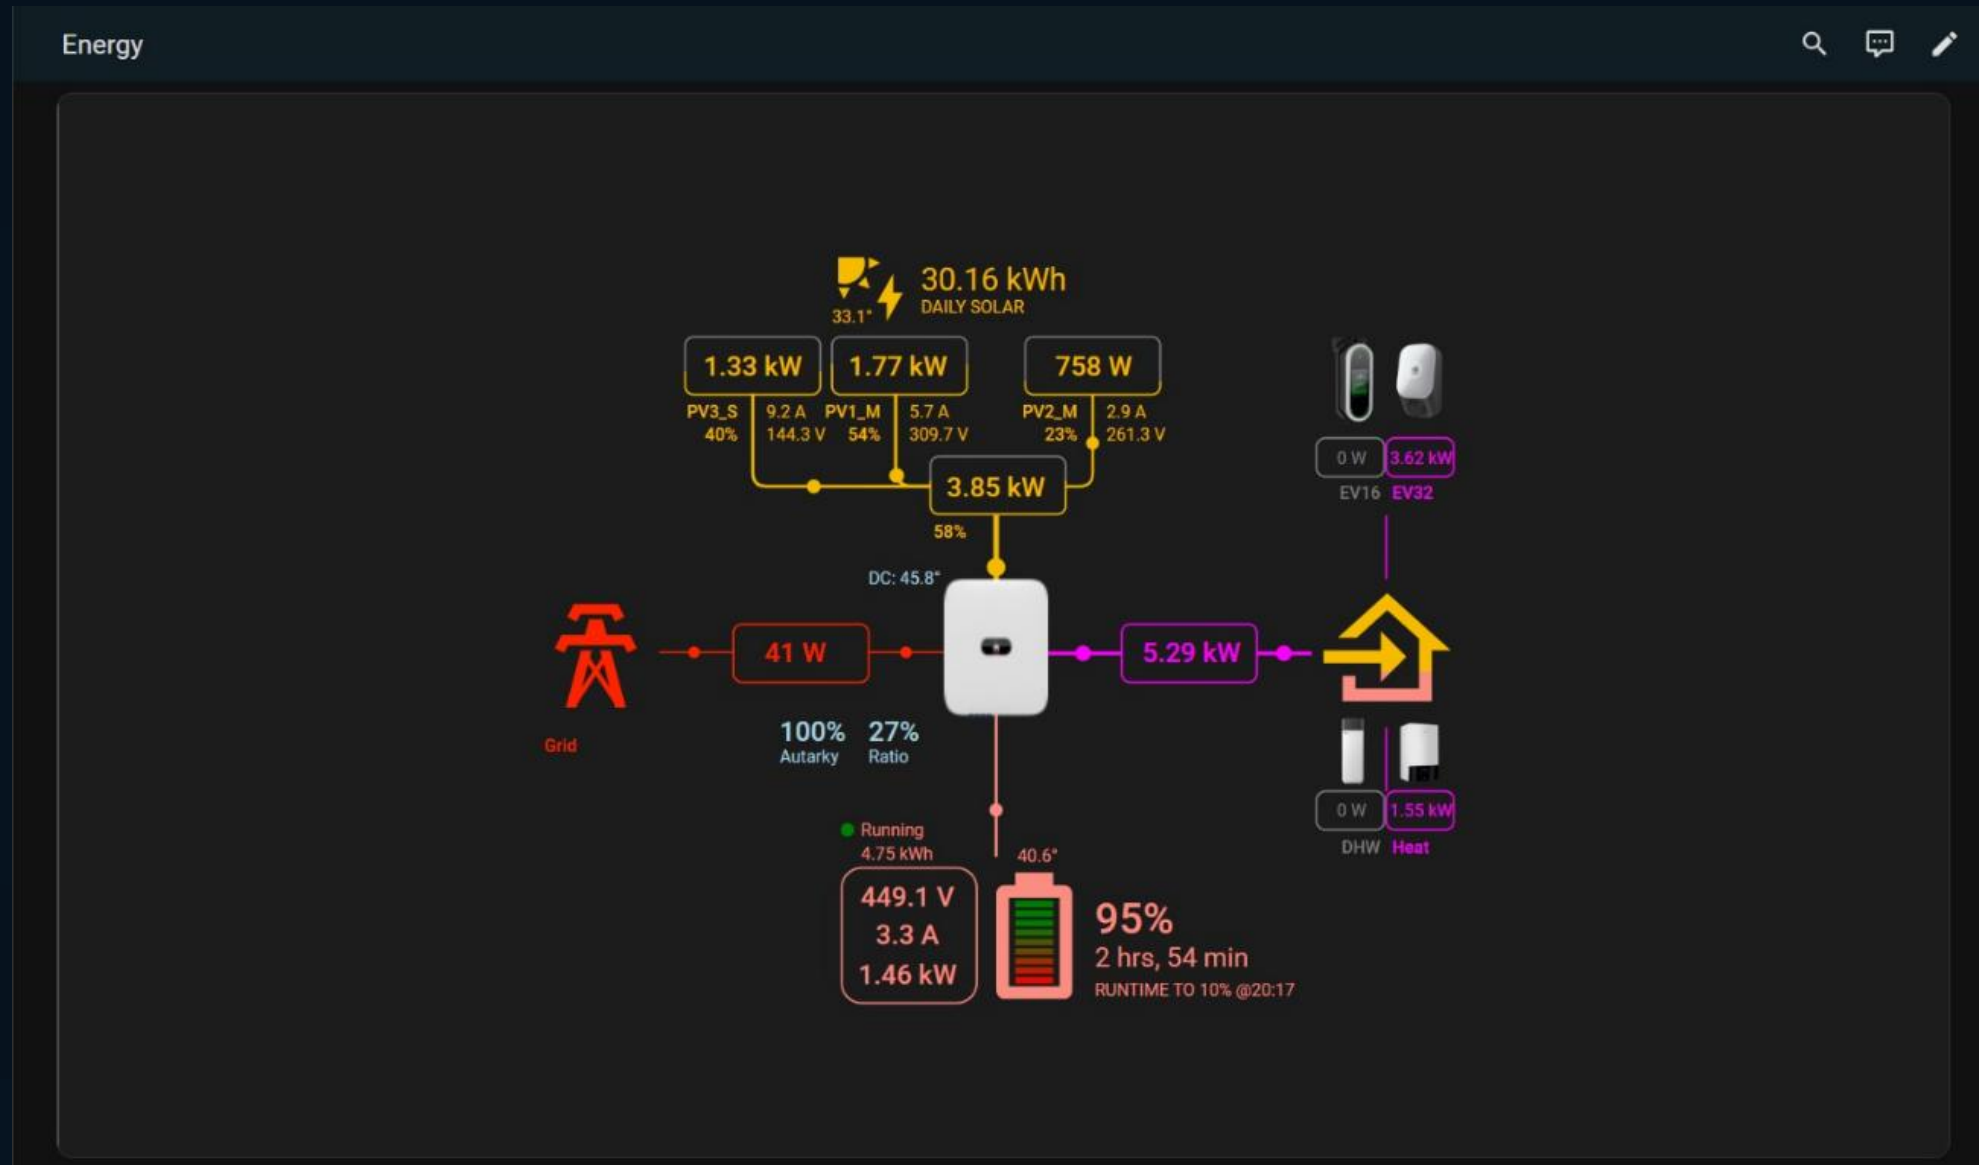 Energy
30.16 kWh
DAILY SOLAR
33.1°
1.33 kW
1.77 kW
758 W
PV3_S 9.2 A
40% 144.3 V
PV1_M 5.7 A
54% 309.7 V
PV2_M 2.9 A
23% 261.3 V
3.85 kW
58%
0 W
3.62 kW
EV16
EV32
DC: 45.8°
41 W
5.29 kW
Grid
100%
Autarky
27%
Ratio
0 W
1.55 kW
DHW
Heat
Running
4.75 kWh
449.1 V
3.3 A
1.46 kW
40.6°
95%
2 hrs, 54 min
RUNTIME TO 10% @20:17